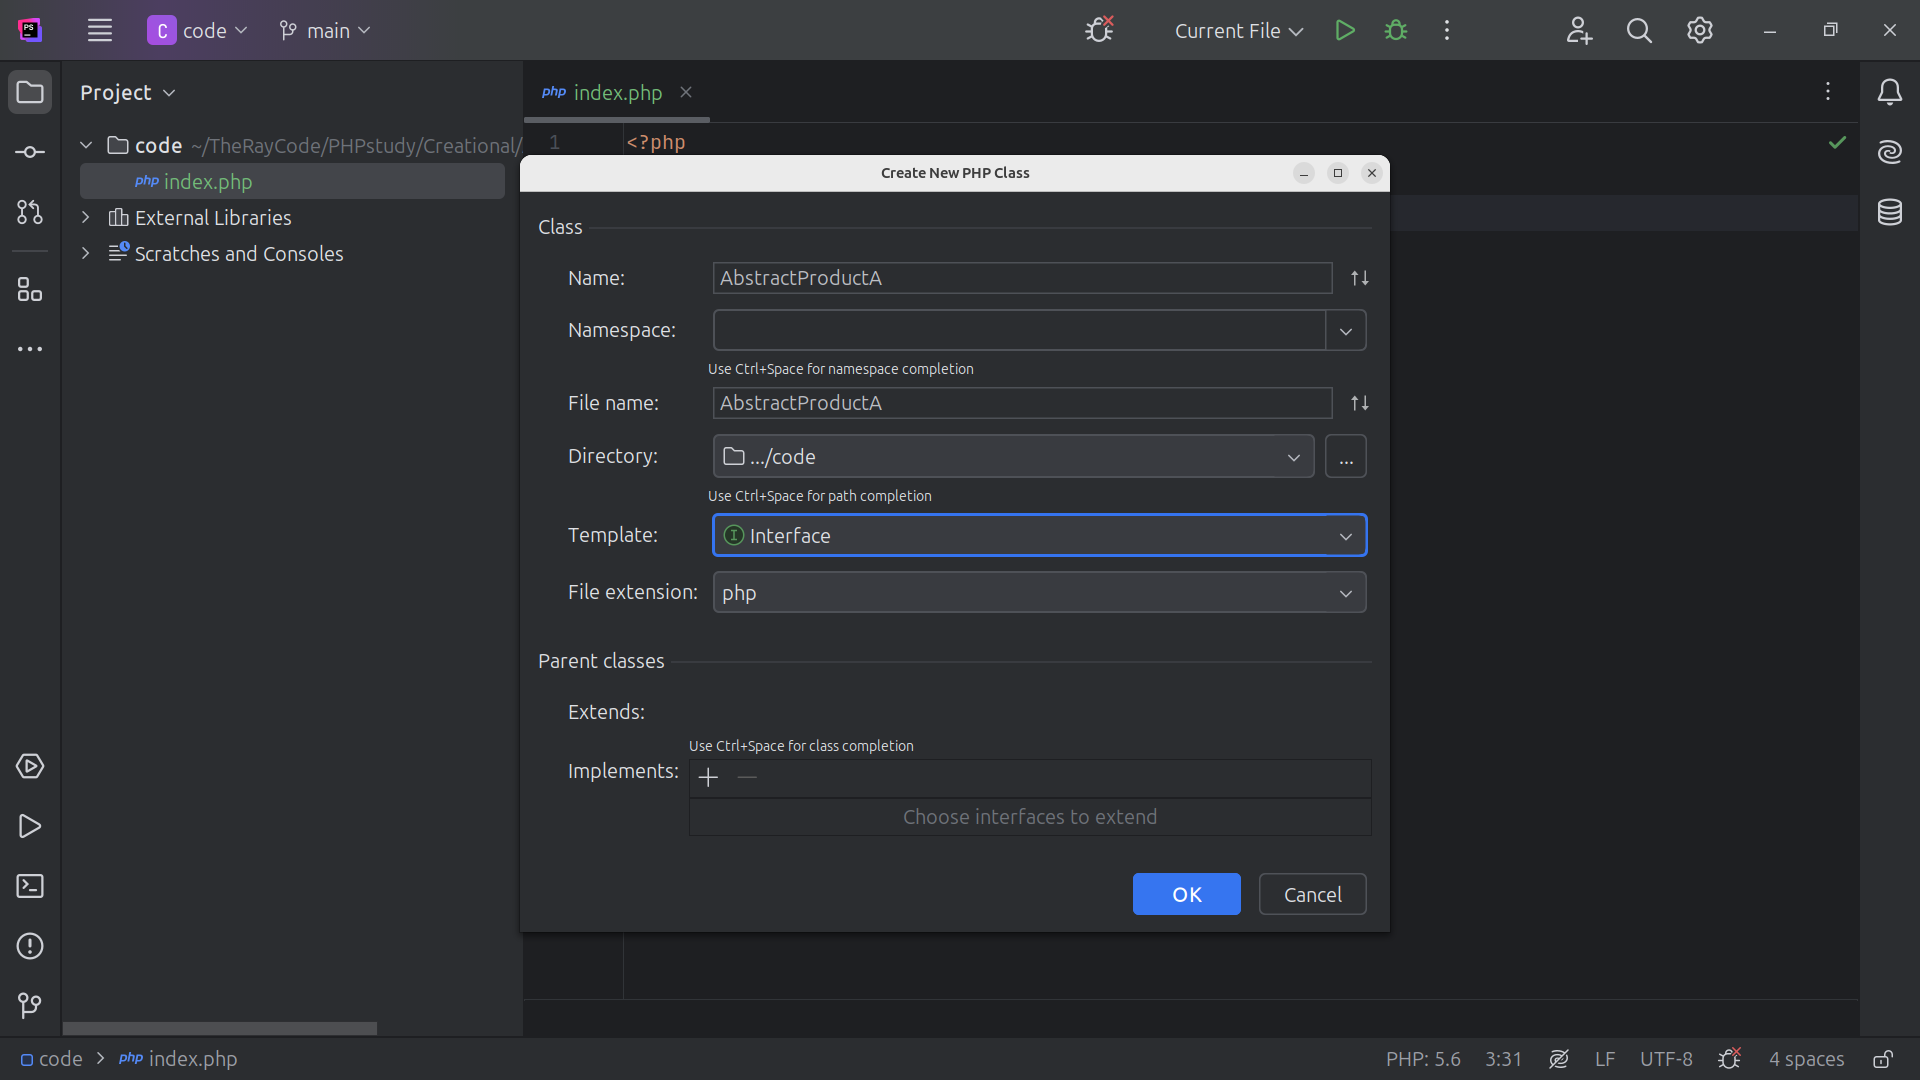 PS
C code main Current File
Project
php index.php
code ~/TheRayCode/PHPstudy/Creational/
php index.php
External Libraries
Scratches and Consoles
1 <?php
Create New PHP Class
Class
Name: AbstractProductA
Namespace:
Use Ctrl+Space for namespace completion
File name: AbstractProductA
Directory: .../code ...
Use Ctrl+Space for path completion
Template: I Interface
File extension: php
Parent classes
Extends:
Use Ctrl+Space for class completion
Implements:
Choose interfaces to extend
OK Cancel
code > php index.php PHP: 5.6 3:31 LF UTF-8 4 spaces